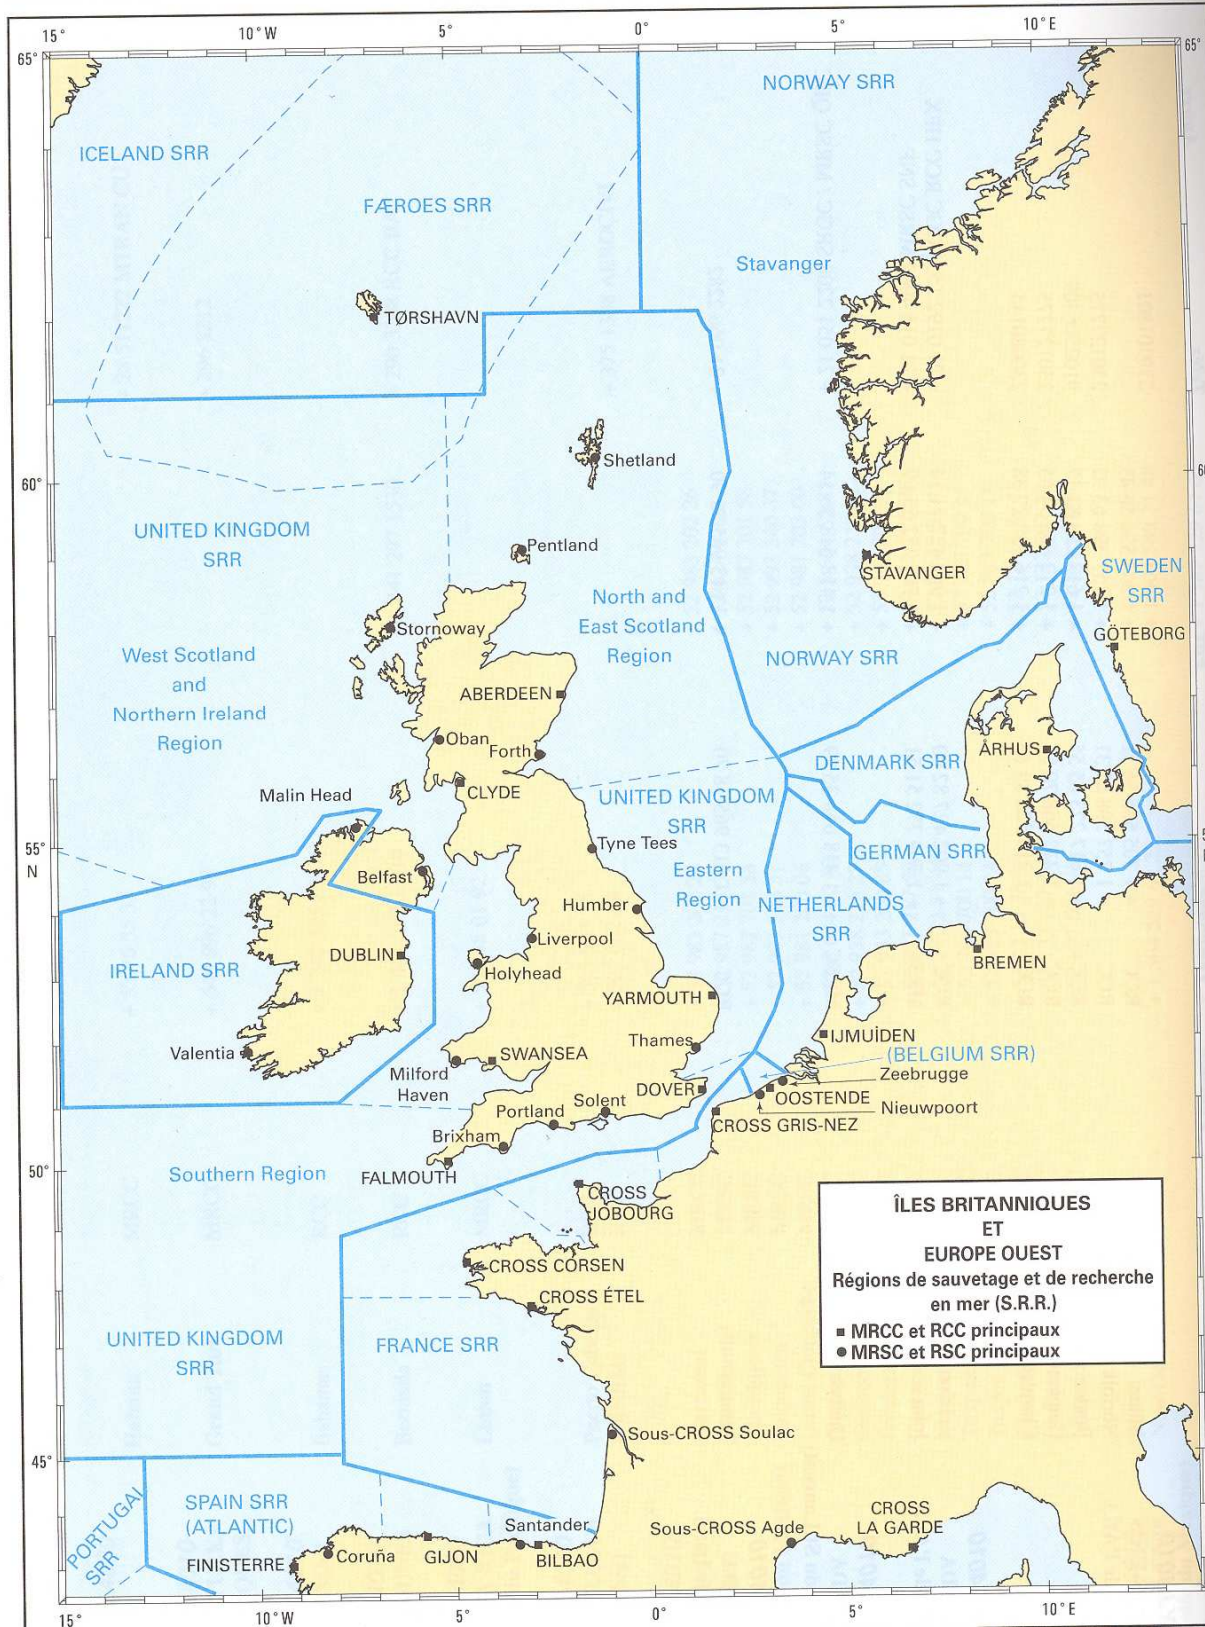 15°
10° W
5°
0°
5°
10° E
65°
65°
NORWAY SRR
ICELAND SRR
FÆROES SRR
Stavanger
TØRSHAVN
Shetland
60°
60
UNITED KINGDOM
SRR
Pentland
STAVANGER
SWEDEN
SRR
North and
East Scotland
Region
Stornoway
GÖTEBORG
West Scotland
and
Northern Ireland
Region
NORWAY SRR
ABERDEEN
Oban
Forth
ÅRHUS
DENMARK SRR
CLYDE
Malin Head
UNITED KINGDOM
SRR
55°
N
Tyne Tees
GERMAN SRR
Eastern
Region
Belfast
Humber
NETHERLANDS
SRR
Liverpool
DUBLIN
IRELAND SRR
Holyhead
BREMEN
YARMOUTH
IJMUİDEN
Thames
(BELGIUM SRR)
Valentia
SWANSEA
Milford
Haven
Zeebrugge
DOVER
OOSTENDE
Solent
Portland
Nieuwpoort
CROSS GRIS-NEZ
Brixham
50°
Southern Region
FALMOUTH
CROSS
JOBOURG
ÎLES BRITANNIQUES
ET
EUROPE OUEST
Régions de sauvetage et de recherche
en mer (S.R.R.)
MRCC et RCC principaux
MRSC et RSC principaux
CROSS CORSEN
CROSS ÉTEL
UNITED KINGDOM
SRR
FRANCE SRR
Sous-CROSS Soulac
45°
PORTUGAL
SRR
SPAIN SRR
(ATLANTIC)
Santander
Sous-CROSS Agde
CROSS
LA GARDE
FINISTERRE
Coruña
GIJON
BILBAO
15°
10° W
5°
0°
5°
10° E